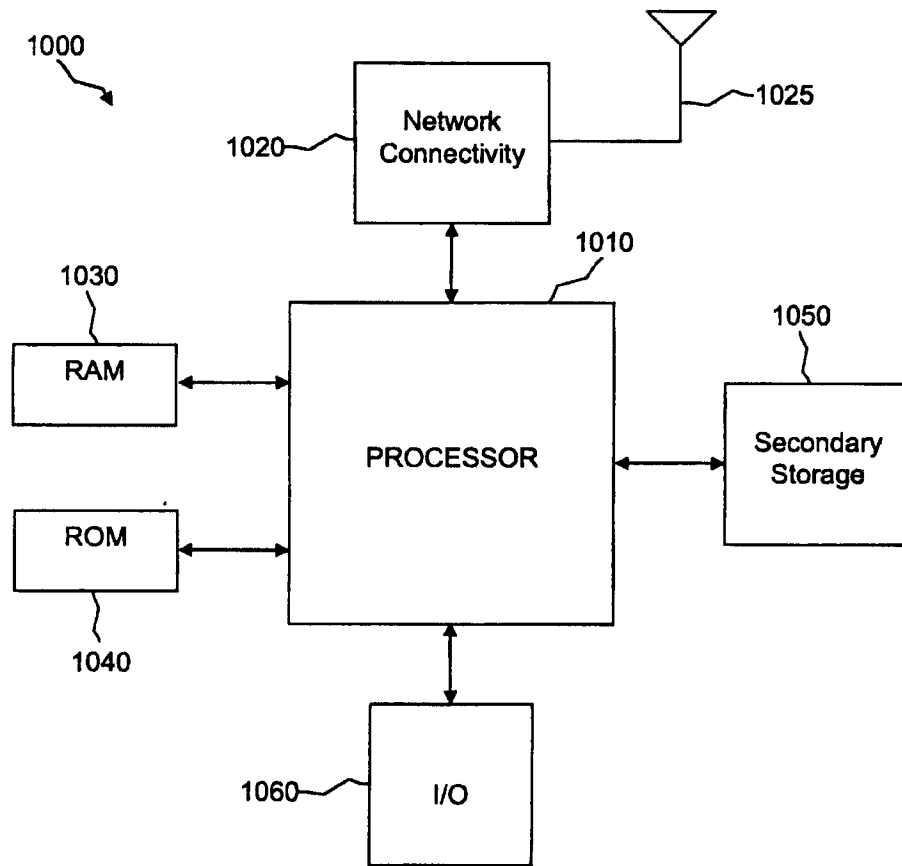 1000
Network
Connectivity
1020
1025
1010
1030
RAM
1050
PROCESSOR
Secondary
Storage
ROM
1040
1060
I/O